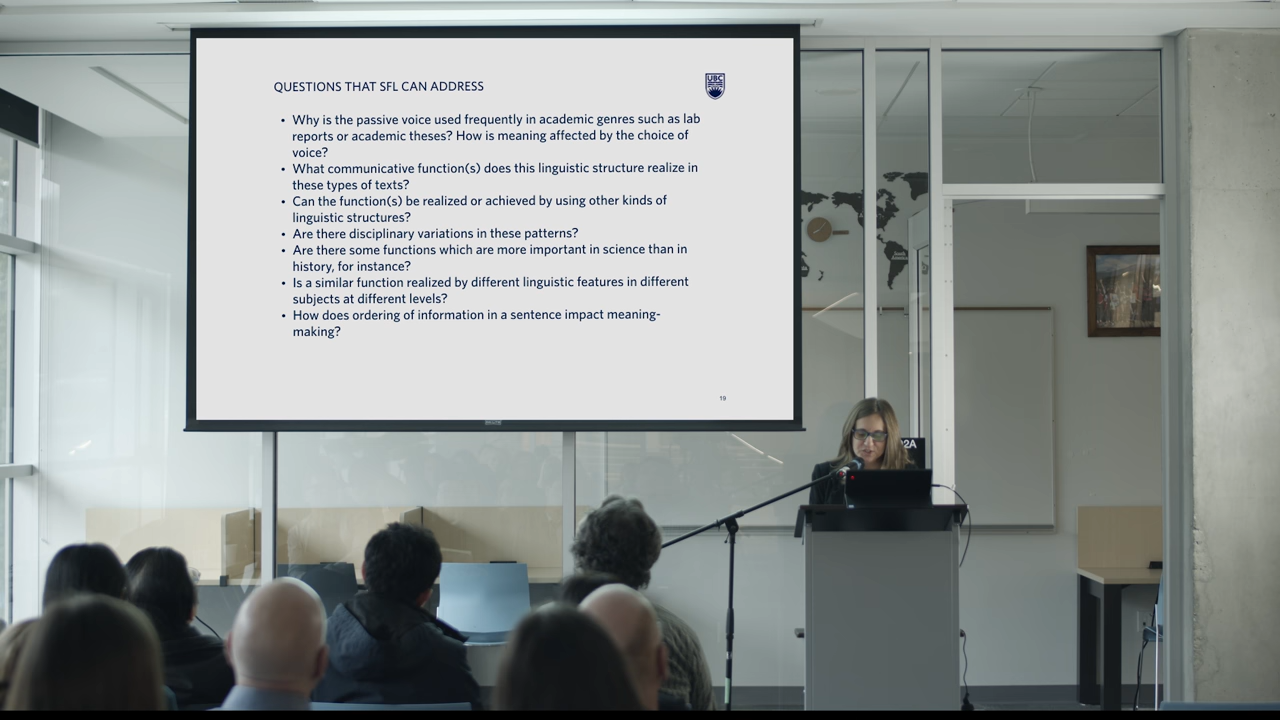 QUESTIONS THAT SFL CAN ADDRESS
UBC
• Why is the passive voice used frequently in academic genres such as lab
reports or academic theses? How is meaning affected by the choice of
voice?
• What communicative function(s) does this linguistic structure realize in
these types of texts?
• Can the function(s) be realized or achieved by using other kinds of
linguistic structures?
• Are there disciplinary variations in these patterns?
• Are there some functions which are more important in science than in
history, for instance?
• Is a similar function realized by different linguistic features in different
subjects at different levels?
• How does ordering of information in a sentence impact meaning-
making?
19
South
America
2A